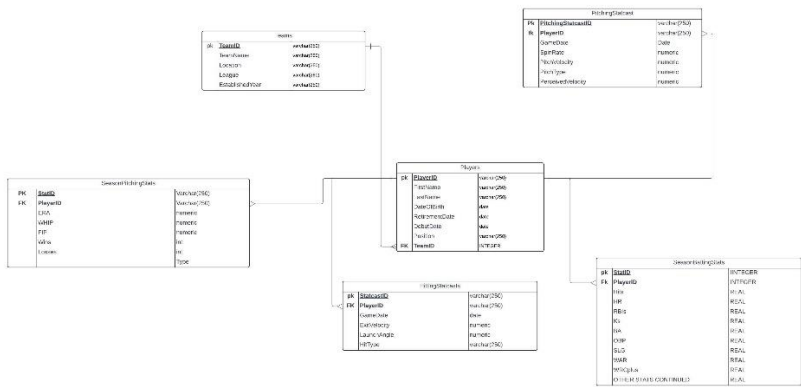 PitchingStatcast
Pk PitchingStatcastID varchar(250)
fk PlayerID varchar(250)
GameDate Date
SpinRate numeric
PitchVelocity numeric
PitchType numeric
PerceivedVelocity numeric
Teams
pk TeamID varchar(250)
TeamName varchar(250)
Location varchar(250)
League varchar(250)
EstablishedYear varchar(250)
Players
pk PlayerID varchar(250)
FirstName varchar(250)
LastName varchar(250)
DateOfBirth date
RetirementDate date
DebutDate date
Position varchar(250)
FK TeamID INTEGER
SeasonPitchingStats
PK StatID Varchar(250)
FK PlayerID Varchar(250)
ERA numeric
WHIP numeric
FIP numeric
Wins int
Losses int
Type
HittingStatcasts
pk StatcastID varchar(250)
FK PlayerID varchar(250)
GameDate date
ExitVelocity numeric
LaunchAngle numeric
HitType varchar(250)
SeasonBattingStats
pk StatID INTEGER
Fk PlayerID INTEGER
Hits REAL
HR REAL
RBIs REAL
Ks REAL
BA REAL
OBP REAL
SLG REAL
WAR REAL
WRCplus REAL
OTHER STATS CONTINUED REAL